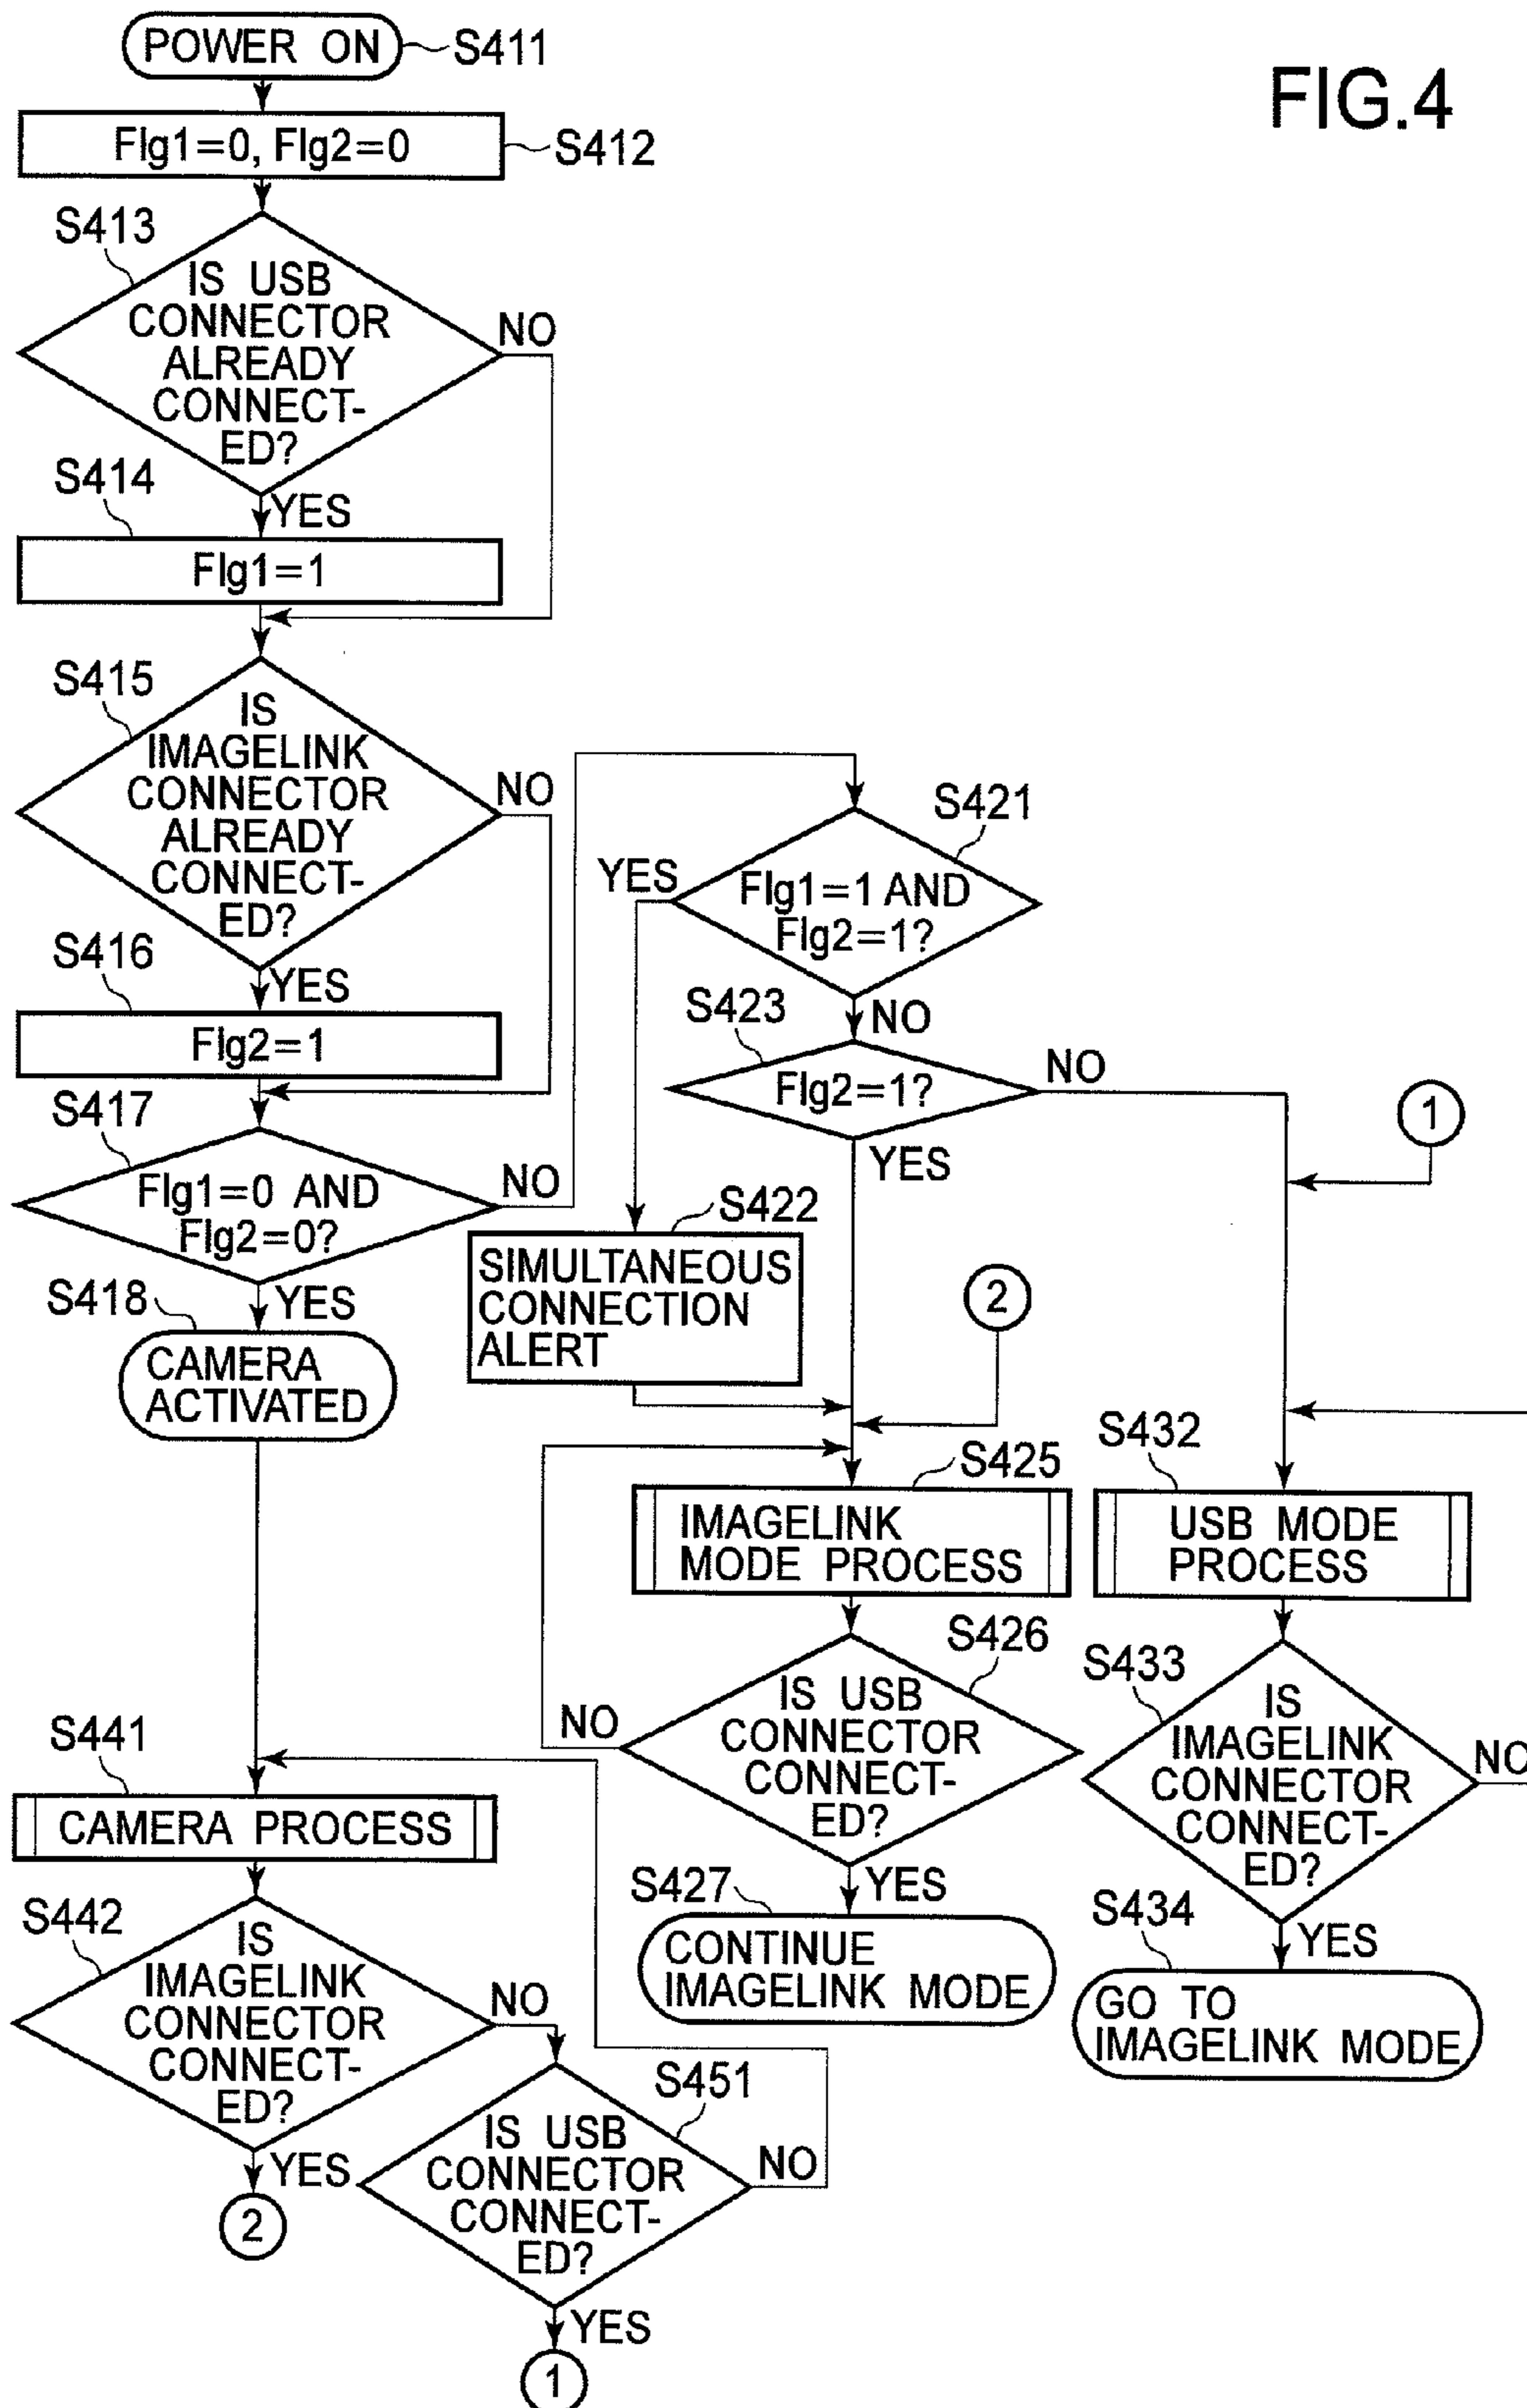 FIG.4
POWER ON
S411
Flg1=0, Flg2=0
S412
S413
IS USB
CONNECTOR
ALREADY
CONNECT-
ED?
NO
YES
S414
Flg1=1
S415
IS
IMAGELINK
CONNECTOR
ALREADY
CONNECT-
ED?
NO
YES
S416
Flg2=1
S417
Flg1=0 AND
Flg2=0?
NO
YES
S418
CAMERA
ACTIVATED
S421
Flg1=1 AND
Flg2=1?
YES
NO
S423
Flg2=1?
NO
YES
1
S422
SIMULTANEOUS
CONNECTION
ALERT
2
S425
IMAGELINK
MODE PROCESS
S432
USB MODE
PROCESS
S426
IS USB
CONNECTOR
CONNECT-
ED?
NO
YES
S427
CONTINUE
IMAGELINK MODE
S433
IS
IMAGELINK
CONNECTOR
CONNECT-
ED?
NO
YES
S434
GO TO
IMAGELINK MODE
S441
CAMERA PROCESS
S442
IS
IMAGELINK
CONNECTOR
CONNECT-
ED?
NO
YES
2
S451
IS USB
CONNECTOR
CONNECT-
ED?
NO
YES
1